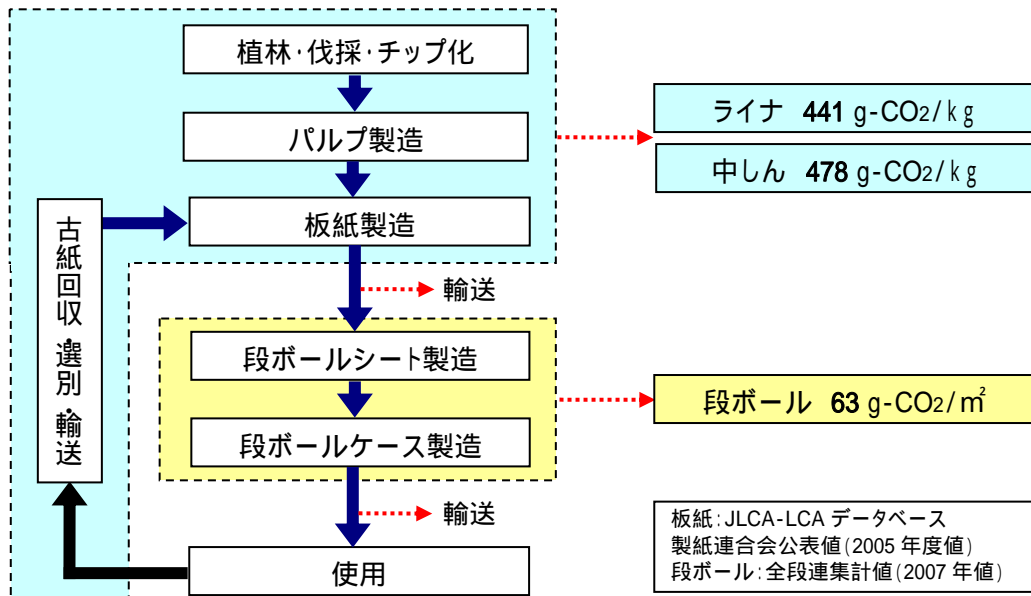 植林・伐採・チップ化
パルプ製造
板紙製造
輸送
段ボールシート製造
段ボールケース製造
輸送
使用
古紙回収・選別・輸送
ライナ 441 g-CO2/kg
中しん 478 g-CO2/kg
段ボール 63 g-CO2/㎡
板紙:JLCA-LCA データベース
製紙連合会公表値(2005 年度値)
段ボール:全段連集計値(2007 年値)